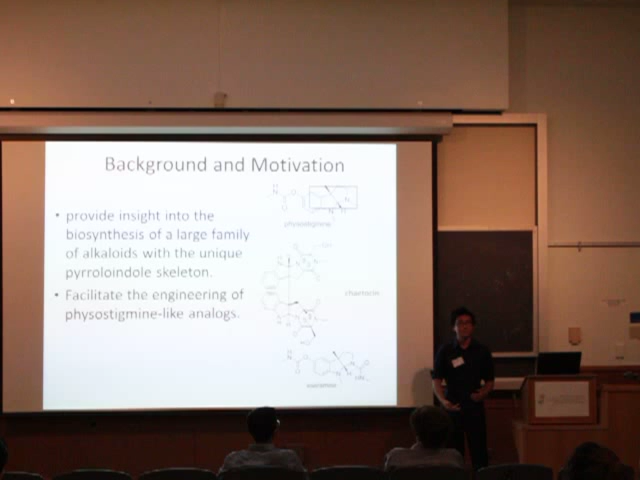 Background and Motivation
• provide insight into the
biosynthesis of a large family
of alkaloids with the unique
pyrroloindole skeleton.
• Facilitate the engineering of
physostigmine-like analogs.
physostigmine
chaetocin